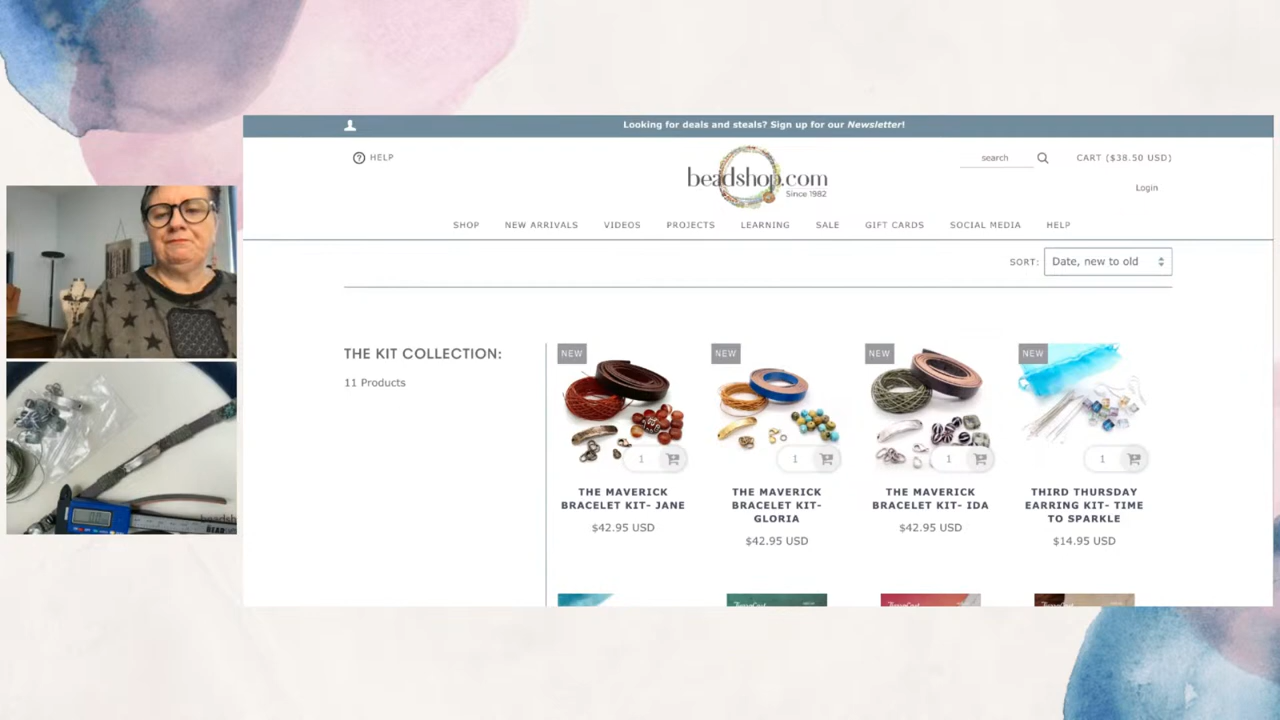 Looking for deals and steals? Sign up for our Newsletter!
HELP
beadshop.com
Since 1982
search
CART ($38.50 USD)
Login
SHOP NEW ARRIVALS VIDEOS PROJECTS LEARNING SALE GIFT CARDS SOCIAL MEDIA HELP
SORT: Date, new to old
THE KIT COLLECTION:
11 Products
NEW NEW NEW NEW
1 1 1 1
THE MAVERICK
BRACELET KIT- JANE
$42.95 USD
THE MAVERICK
BRACELET KIT-
GLORIA
$42.95 USD
THE MAVERICK
BRACELET KIT- IDA
$42.95 USD
THIRD THURSDAY
EARRING KIT- TIME
TO SPARKLE
$14.95 USD